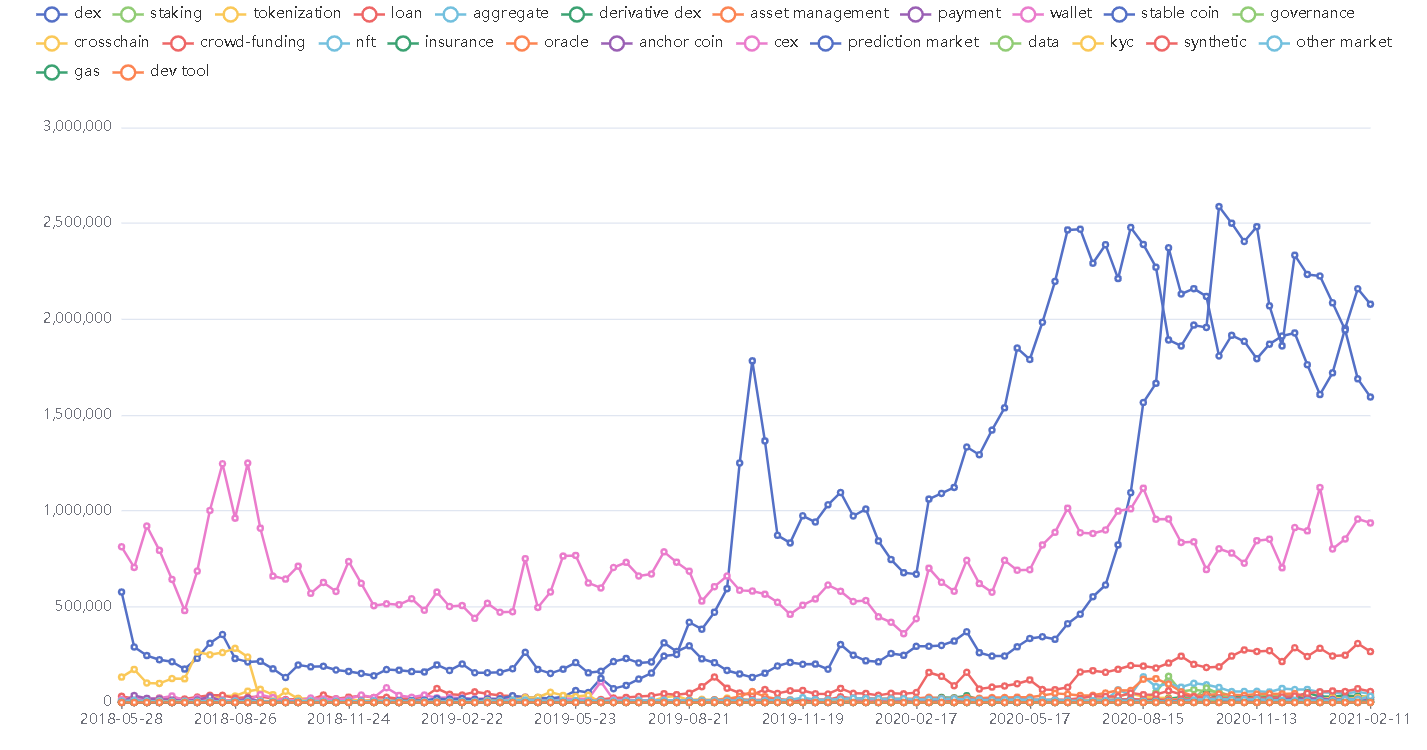 dex staking tokenization loan aggregate derivative dex asset management payment wallet stable coin governance
crosschain crowd-funding nft insurance oracle anchor coin cex prediction market data kyc synthetic other market
gas dev tool
3,000,000
2,500,000
2,000,000
1,500,000
1,000,000
500,000
0
2018-05-28 2018-08-26 2018-11-24 2019-02-22 2019-05-23 2019-08-21 2019-11-19 2020-02-17 2020-05-17 2020-08-15 2020-11-13 2021-02-11